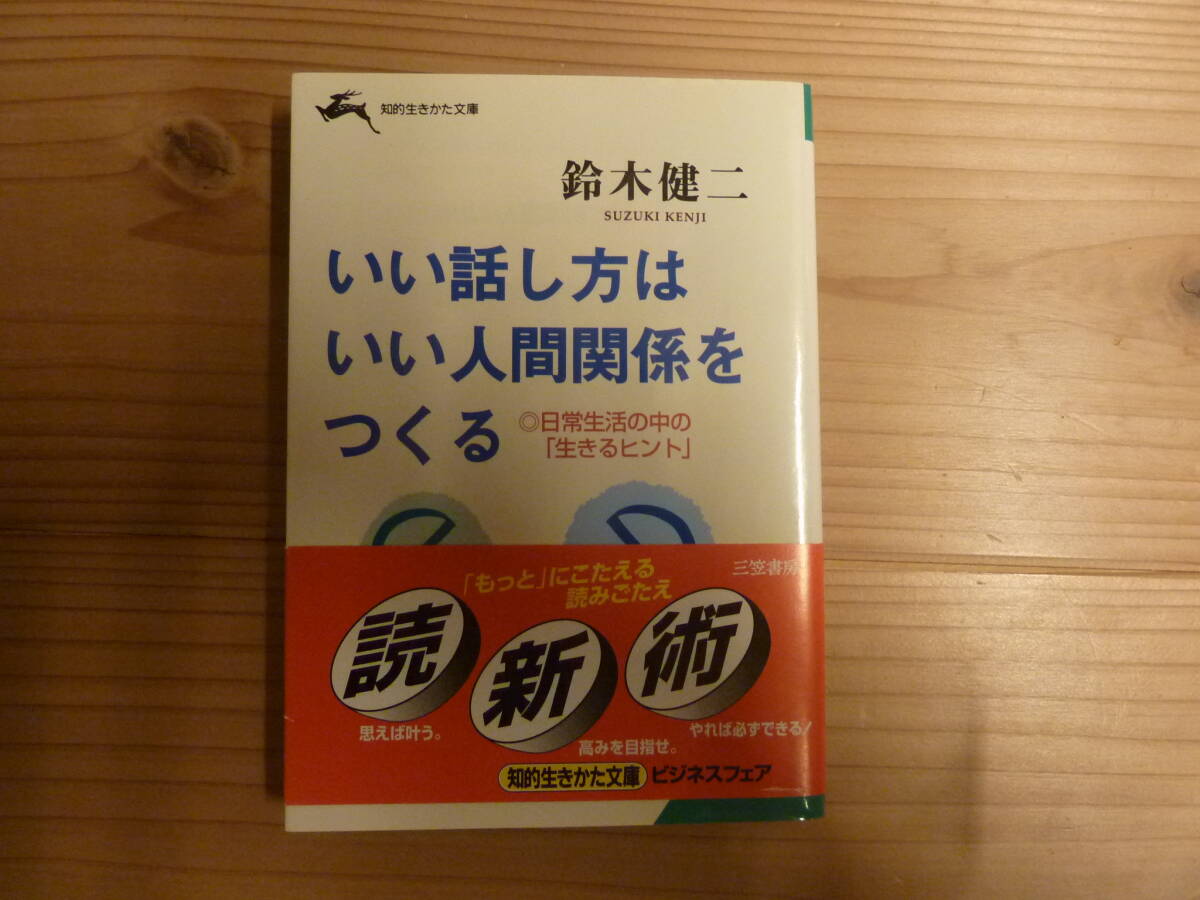 知的生きかた文庫
鈴木健二
SUZUKI KENJI
いい話し方は
いい人間関係を
つくる
◎日常生活の中の
「生きるヒント」
三笠書房
「もっと」にこたえる
読みごたえ
読
新
術
思えば叶う。
高みを目指せ。
やれば必ずできる!
知的生きかた文庫 ビジネスフェア